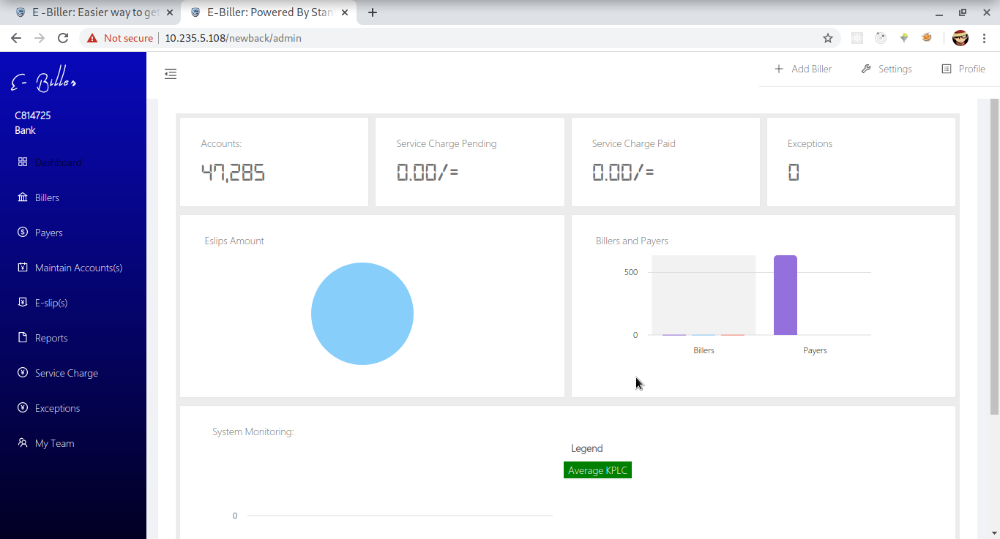 E -Biller: Easier way to get
E-Biller: Powered By Stan
Not secure
10.235.5.108/newback/admin
E- Biller
Add Biller
Settings
Profile
C814725
Bank
Dashboard
Billers
Payers
Maintain Accounts(s)
E-slip(s)
Reports
Service Charge
Exceptions
My Team
Accounts:
47,285
Service Charge Pending
0.00/=
Service Charge Paid
0.00/=
Exceptions
0
Eslips Amount
Billers and Payers
500
0
Billers
Payers
System Monitoring:
Legend
Average KPLC
0